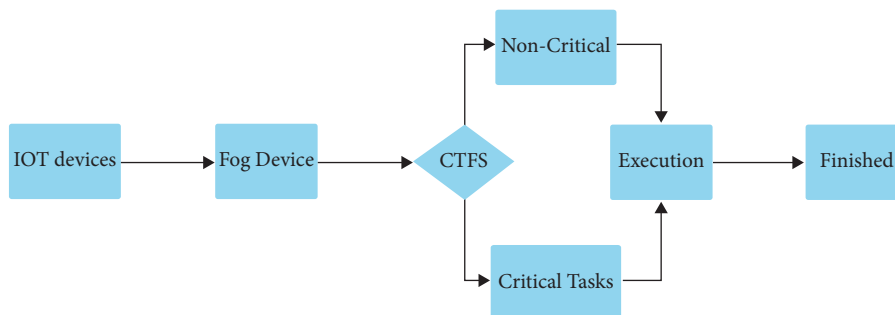 Non-Critical
IOT devices
Fog Device
CTFS
Execution
Finished
Critical Tasks